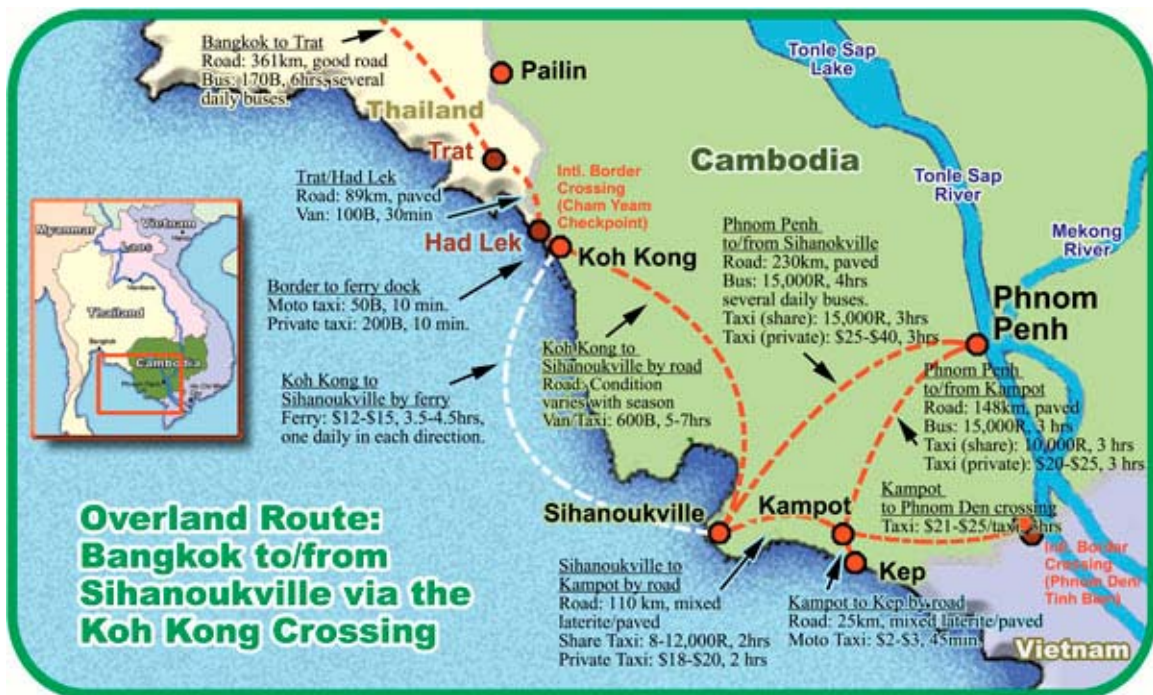 Bangkok to Trat
Road: 361km, good road
Bus: 170B, 6hrs, several
daily buses.
Pailin
Tonle Sap
Lake
Thailand
Trat
Cambodia
Tonle Sap
River
Mekong
River
Trat/Had Lek
Road: 89km, paved
Van: 100B, 30min
Intl. Border
Crossing
(Cham Yeam
Checkpoint)
Had Lek
Koh Kong
Phnom Penh
to/from Sihanokville
Road: 230km, paved
Bus: 15,000R, 4hrs
several daily buses.
Taxi (share): 15,000R, 3hrs
Taxi (private): $25-$40, 3hrs
Phnom
Penh
Myanmar
Vietnam
Laos
Thailand
Bangkok
Cambodia
Border to ferry dock
Moto taxi: 50B, 10 min.
Private taxi: 200B, 10 min.
Koh Kong to
Sihanoukville by road
Road: Condition
varies with season
Van/Taxi: 600B, 5-7hrs
Phnom Penh
to/from Kampot
Road: 148km, paved
Bus: 15,000R, 3 hrs
Taxi (share): 10,000R, 3 hrs
Taxi (private): $20-$25, 3 hrs
Koh Kong to
Sihanoukville by ferry
Ferry: $12-$15, 3.5-4.5hrs,
one daily in each direction.
Kampot
to Phnom Den crossing
Taxi: $21-$25/taxi, 3hrs
Sihanoukville
Kampot
Kep
Intl. Border
Crossing
(Phnom Den/
Tinh Bien)
Overland Route:
Bangkok to/from
Sihanoukville via the
Koh Kong Crossing
Sihanoukville to
Kampot by road
Road: 110 km, mixed
laterite/paved
Share Taxi: 8-12,000R, 2hrs
Private Taxi: $18-$20, 2 hrs
Kampot to Kep by road
Road: 25km, mixed laterite/paved
Moto Taxi: $2-$3, 45min.
Vietnam